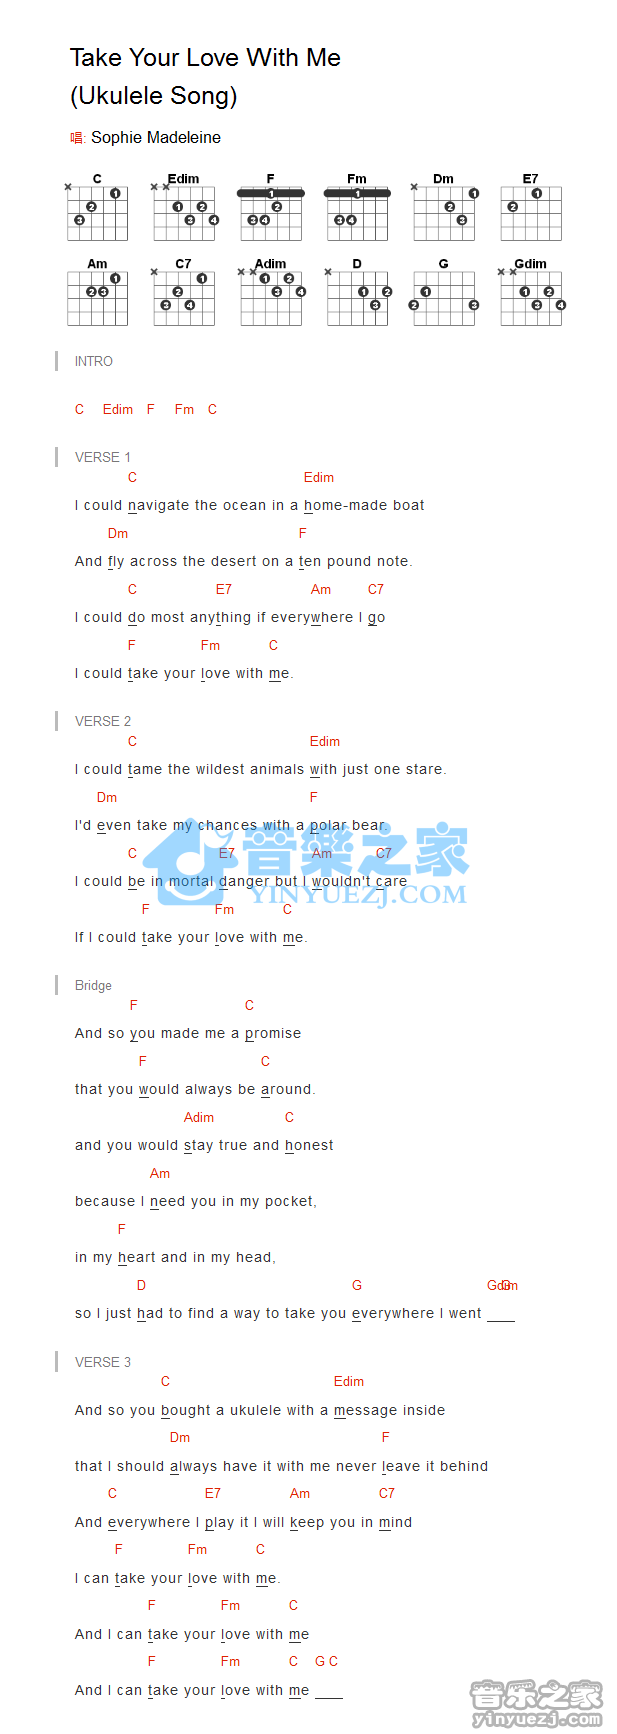 Take Your Love With Me
(Ukulele Song)
唱: Sophie Madeleine
C Edim F Fm Dm E7
Am C7 Adim D G Gdim
INTRO
C Edim F Fm C
VERSE 1
C Edim
I could navigate the ocean in a home-made boat
Dm F
And fly across the desert on a ten pound note.
C E7 Am C7
I could do most anything if everywhere I go
F Fm C
I could take your love with me.
VERSE 2
C Edim
I could tame the wildest animals with just one stare.
Dm F
I'd even take my chances with a polar bear.
C E7 Am C7
I could be in mortal danger but I wouldn't care
F Fm C
If I could take your love with me.
音樂之家
YINYUEZJ.COM
Bridge
F C
And so you made me a promise
F C
that you would always be around.
Adim C
and you would stay true and honest
Am
because I need you in my pocket,
F
in my heart and in my head,
D G Gdim G
so I just had to find a way to take you everywhere I went ___
VERSE 3
C Edim
And so you bought a ukulele with a message inside
Dm F
that I should always have it with me never leave it behind
C E7 Am C7
And everywhere I play it I will keep you in mind
F Fm C
I can take your love with me.
F Fm C
And I can take your love with me
F Fm C G C
And I can take your love with me ___
音乐之家
yinyuezj.com